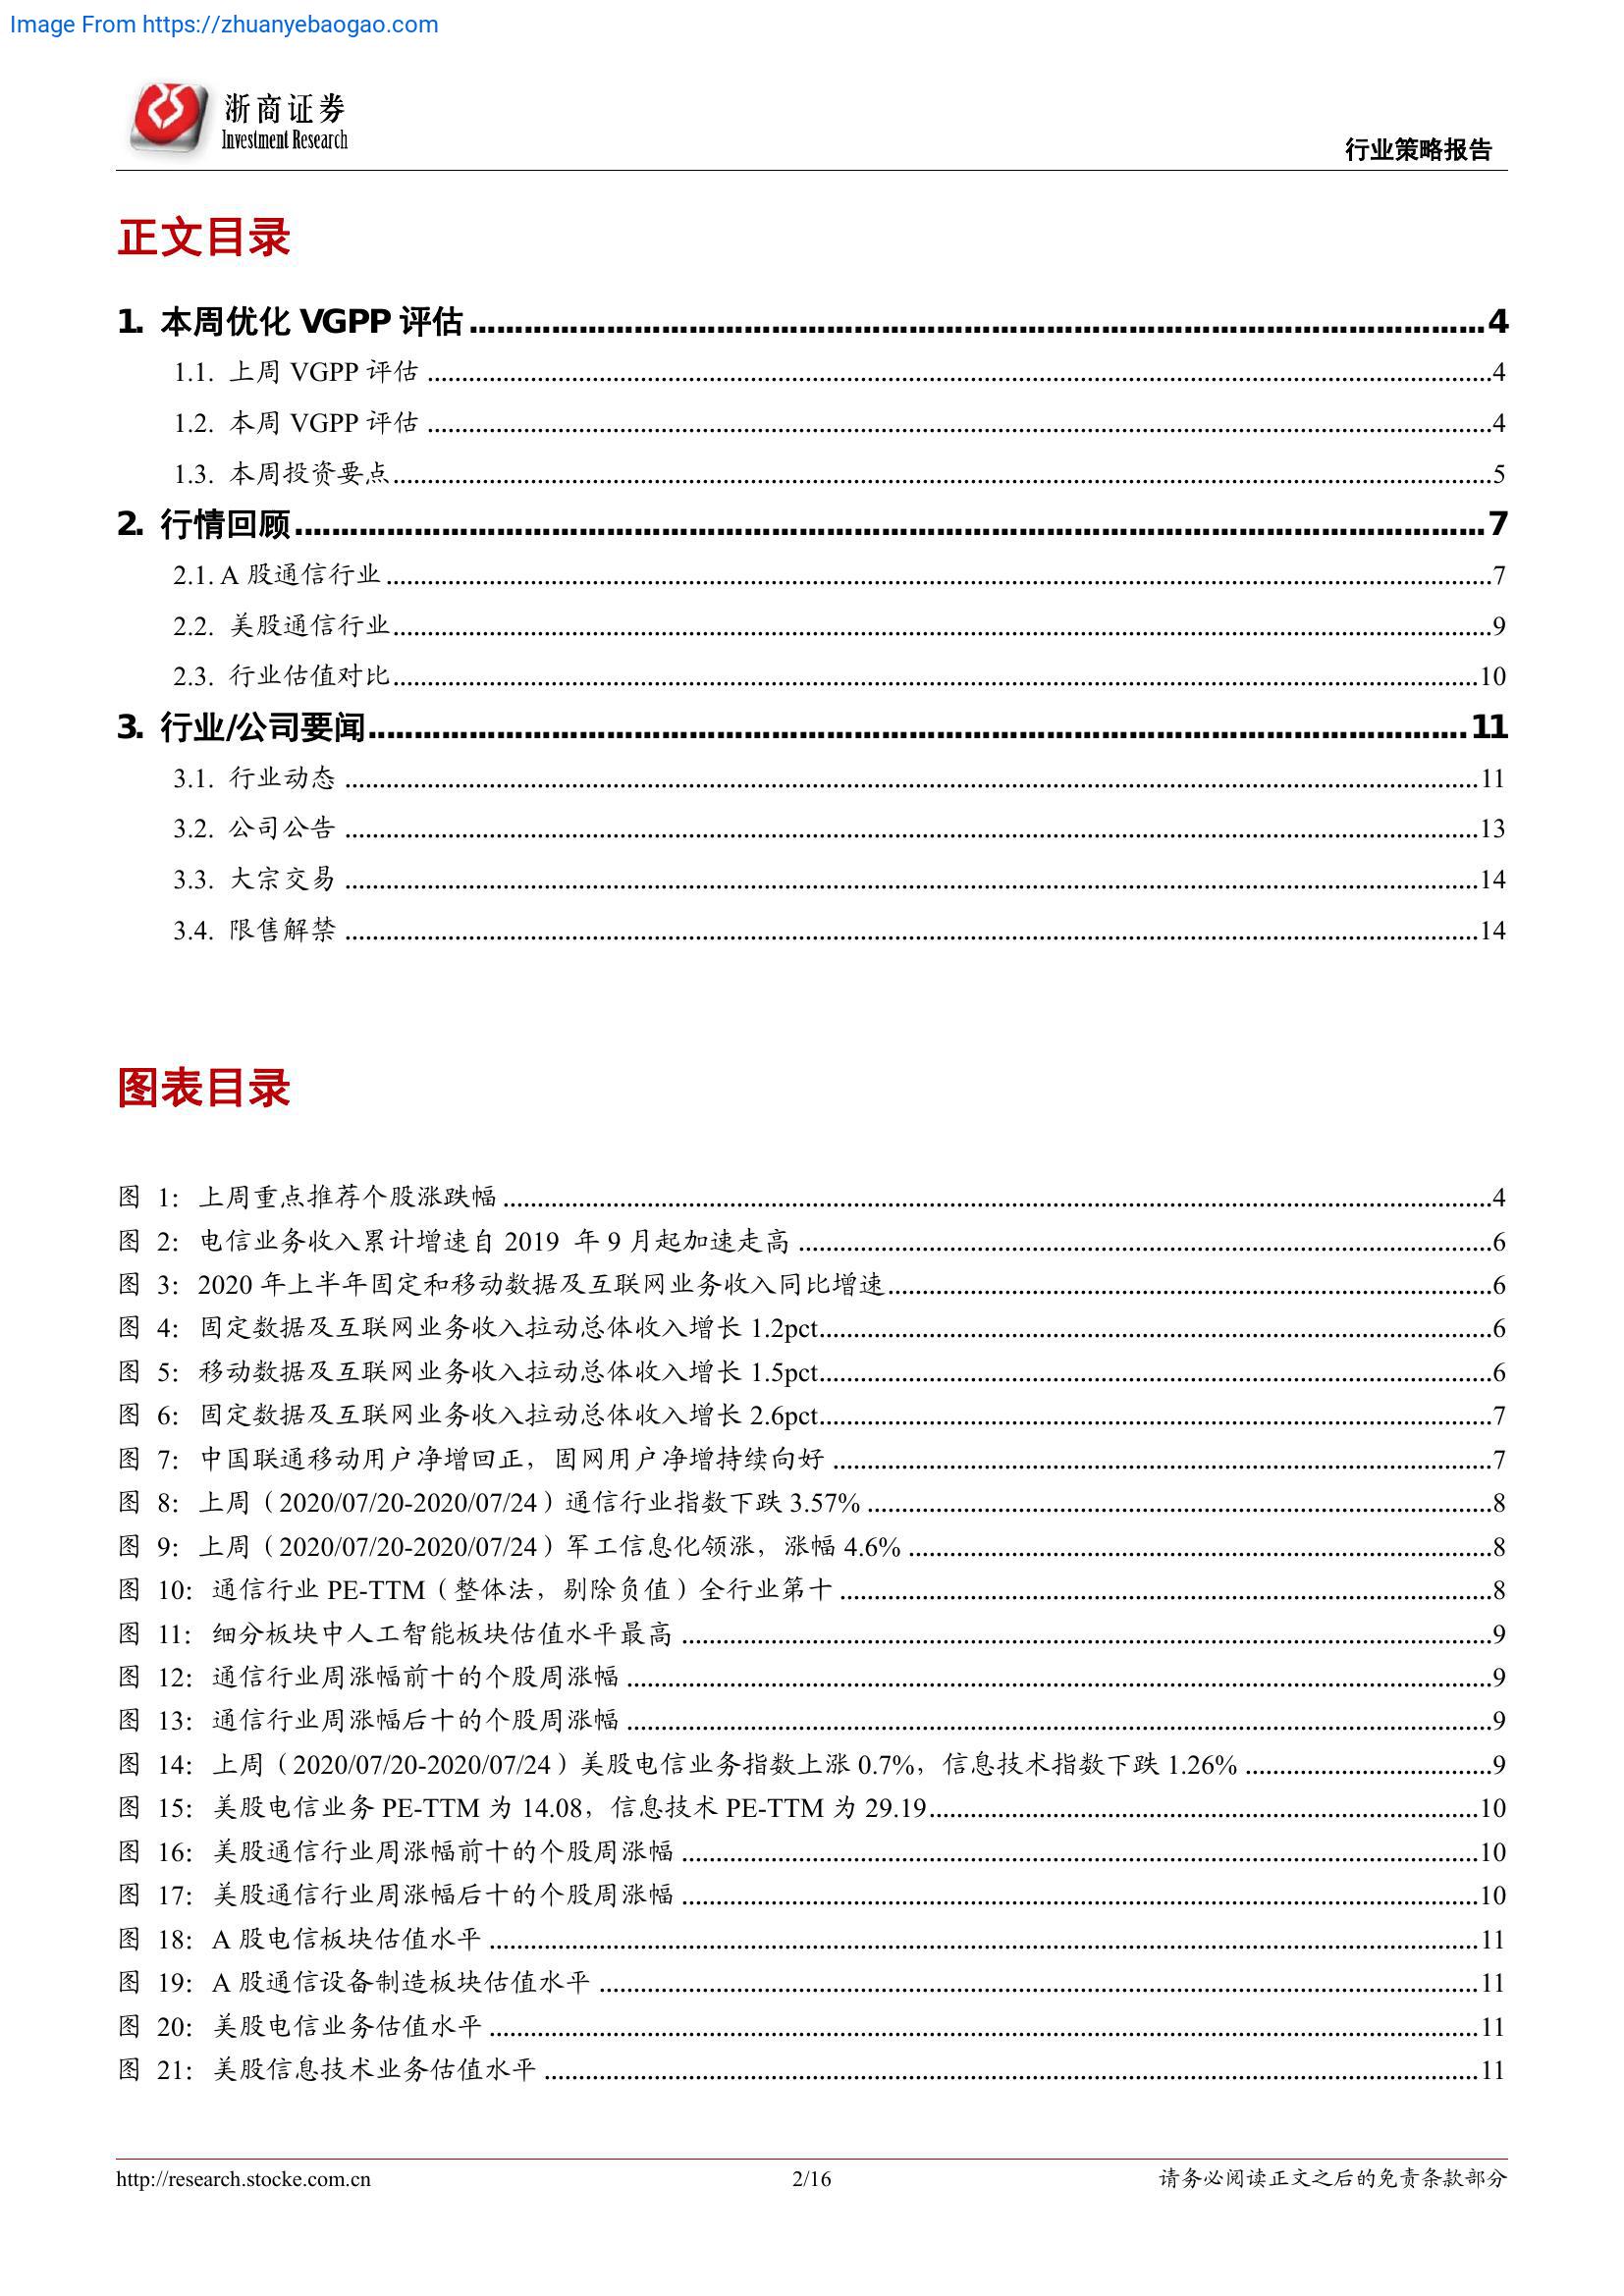 Image From https://zhuanyebaogao.com
浙商证券
Investment Research
行业策略报告
正文目录
1. 本周优化 VGPP 评估 4
1.1. 上周 VGPP 评估 4
1.2. 本周 VGPP 评估 4
1.3. 本周投资要点 5
2. 行情回顾 7
2.1. A 股通信行业 7
2.2. 美股通信行业 9
2.3. 行业估值对比 10
3. 行业/公司要闻 11
3.1. 行业动态 11
3.2. 公司公告 13
3.3. 大宗交易 14
3.4. 限售解禁 14
图表目录
图 1：上周重点推荐个股涨跌幅 4
图 2：电信业务收入累计增速自 2019 年 9 月起加速走高 6
图 3：2020 年上半年固定和移动数据及互联网业务收入同比增速 6
图 4：固定数据及互联网业务收入拉动总体收入增长 1.2pct 6
图 5：移动数据及互联网业务收入拉动总体收入增长 1.5pct 6
图 6：固定数据及互联网业务收入拉动总体收入增长 2.6pct 7
图 7：中国联通移动用户净增回正，固网用户净增持续向好 7
图 8：上周（2020/07/20-2020/07/24）通信行业指数下跌 3.57% 8
图 9：上周（2020/07/20-2020/07/24）军工信息化领涨，涨幅 4.6% 8
图 10：通信行业 PE-TTM（整体法，剔除负值）全行业第十 8
图 11：细分板块中人工智能板块估值水平最高 9
图 12：通信行业周涨幅前十的个股周涨幅 9
图 13：通信行业周涨幅后十的个股周涨幅 9
图 14：上周（2020/07/20-2020/07/24）美股电信业务指数上涨 0.7%，信息技术指数下跌 1.26% 9
图 15：美股电信业务 PE-TTM 为 14.08，信息技术 PE-TTM 为 29.19 10
图 16：美股通信行业周涨幅前十的个股周涨幅 10
图 17：美股通信行业周涨幅后十的个股周涨幅 10
图 18：A 股电信板块估值水平 11
图 19：A 股通信设备制造板块估值水平 11
图 20：美股电信业务估值水平 11
图 21：美股信息技术业务估值水平 11
http://research.stocke.com.cn 2/16 请务必阅读正文之后的免责条款部分